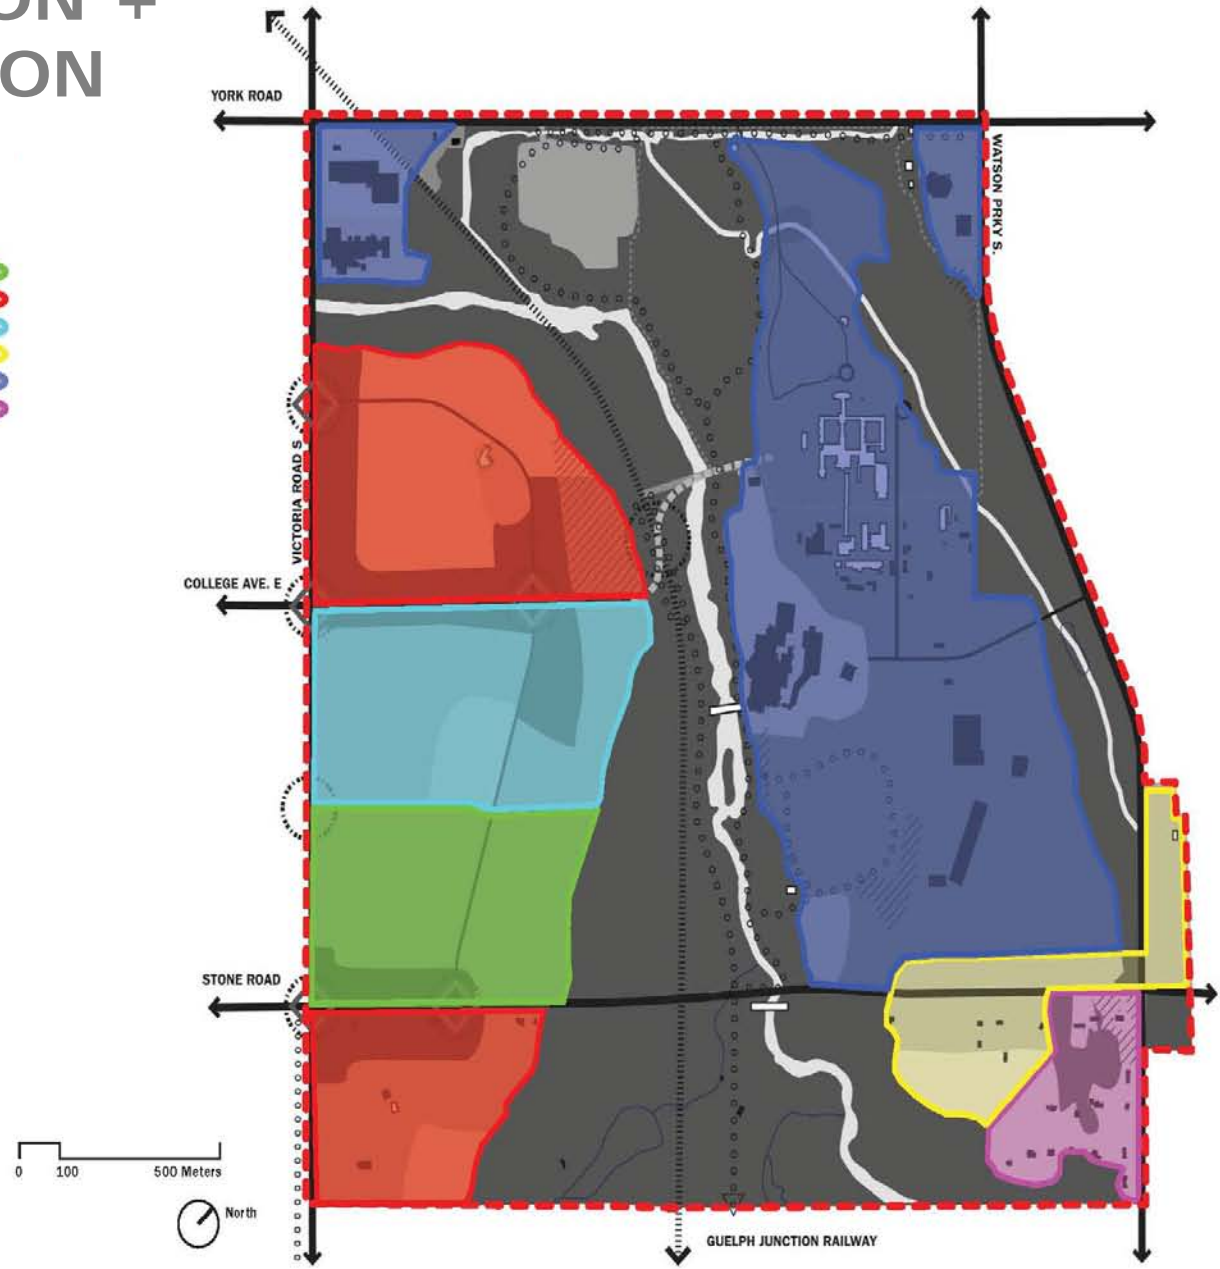 ON +
ON
YORK ROAD
WATSON PRKY S.
VICTORIA ROAD S
COLLEGE AVE. E
STONE ROAD
0 100 500 Meters
North
GUELPH JUNCTION RAILWAY